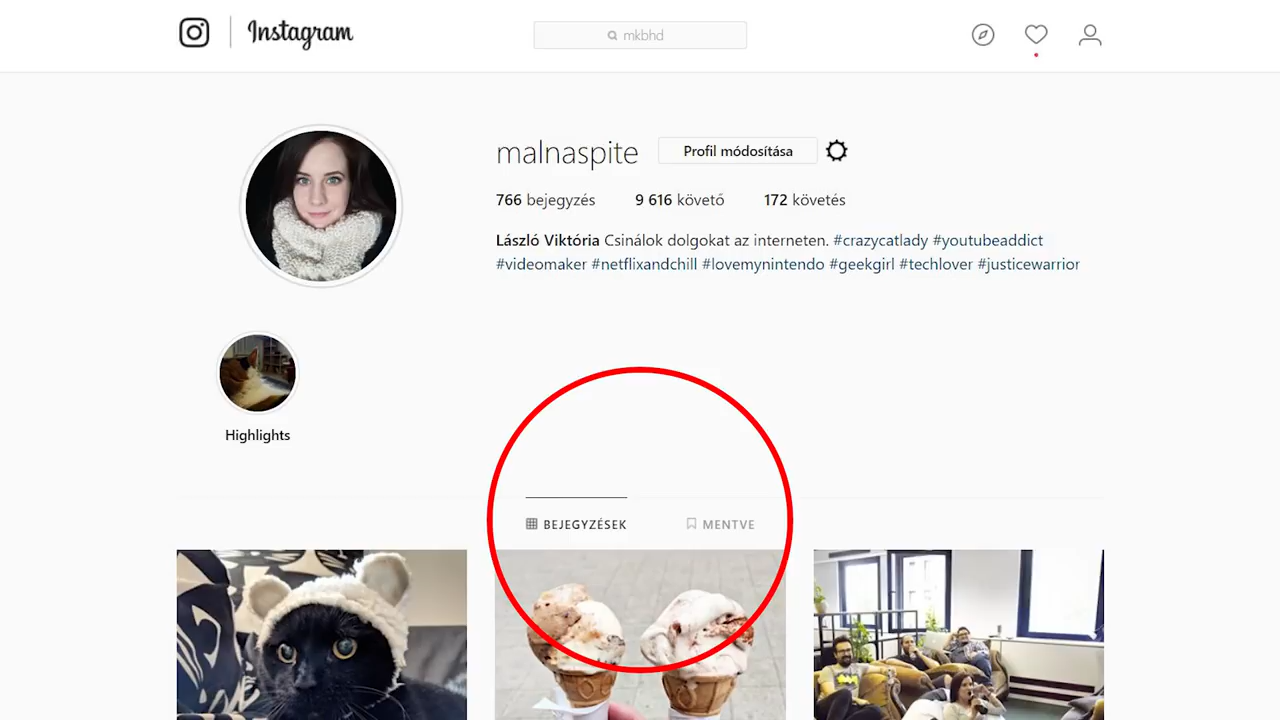 Instagram
mkbhd
malnaspite Profil módosítása
766 bejegyzés 9 616 követő 172 követés
László Viktória Csinálok dolgokat az interneten. #crazycatlady #youtubeaddict
#videomaker #netflixandchill #lovemynintendo #geekgirl #techlover #justicewarrior
Highlights
BEJEGYZÉSEK MENTVE